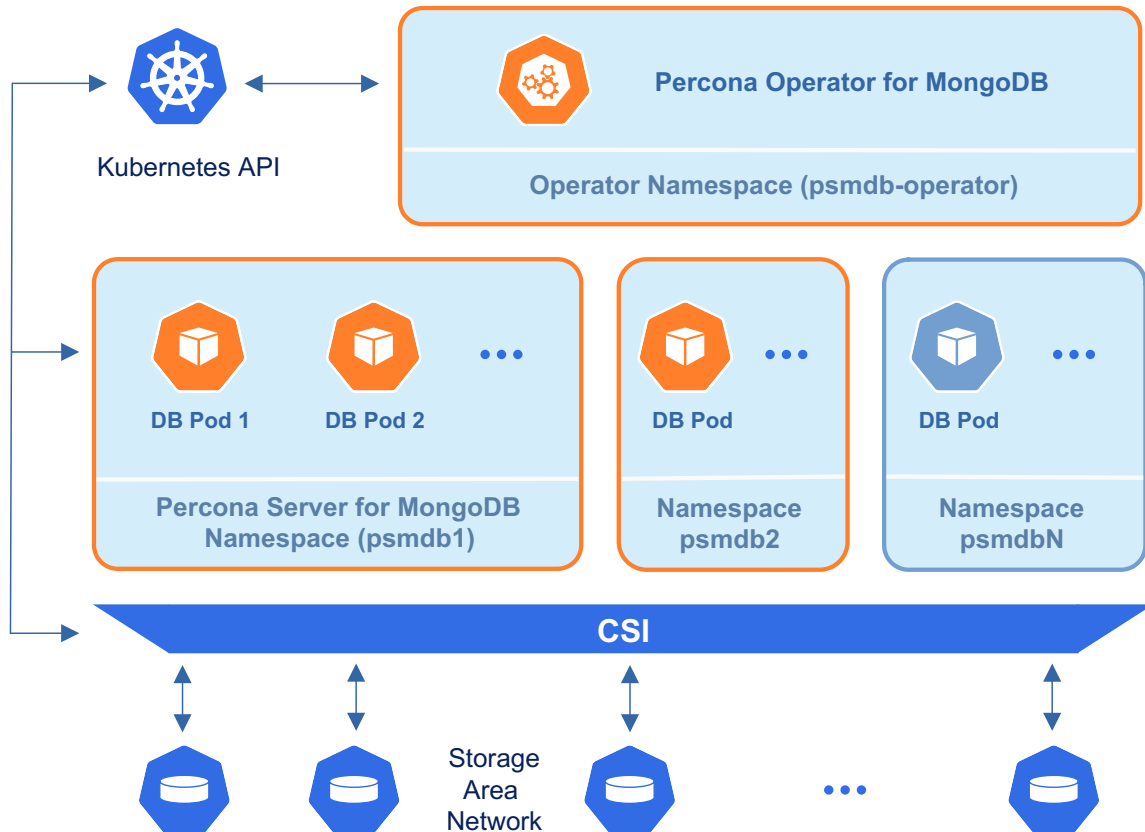 Percona Operator for MongoDB
Kubernetes API
Operator Namespace (psmdb-operator)
DB Pod 1
DB Pod 2
DB Pod
DB Pod
Percona Server for MongoDB
Namespace (psmdb1)
Namespace
psmdb2
Namespace
psmdbN
CSI
Storage
Area
Network